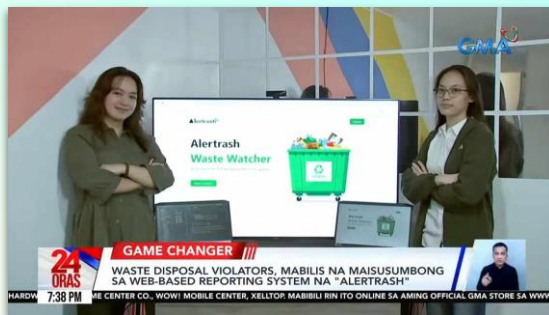 GMA
Alertrash
Alertrash
Waste Watcher
GAME CHANGER
24
ORAS
WASTE DISPOSAL VIOLATORS, MABILIS NA MAISUSUMBONG
SA WEB-BASED REPORTING SYSTEM NA "ALERTRASH"
7:38 PM
HARDW
ME CENTER CO., WOW! MOBILE CENTER, XELLTOP. MABIBILI RIN ITO ONLINE SA AMING OFFICIAL GMA STORE SA WWW